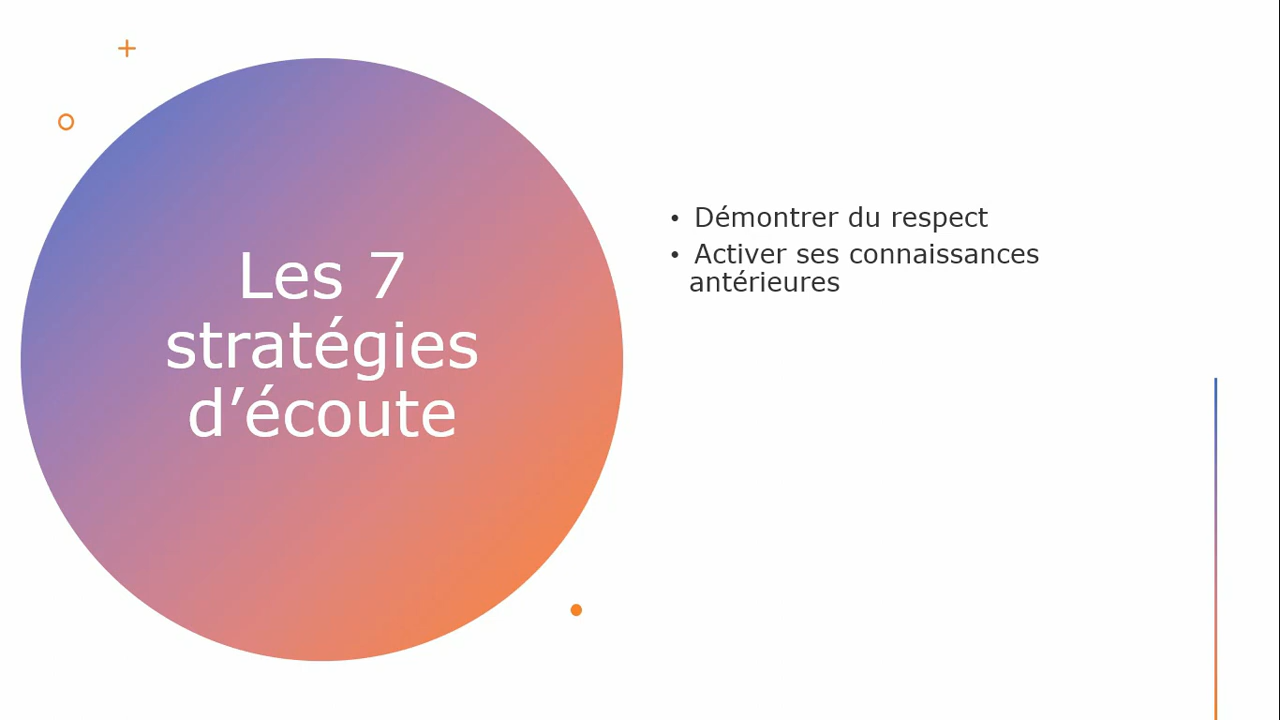 Les 7
stratégies
d’écoute
• Démontrer du respect
• Activer ses connaissances
antérieures